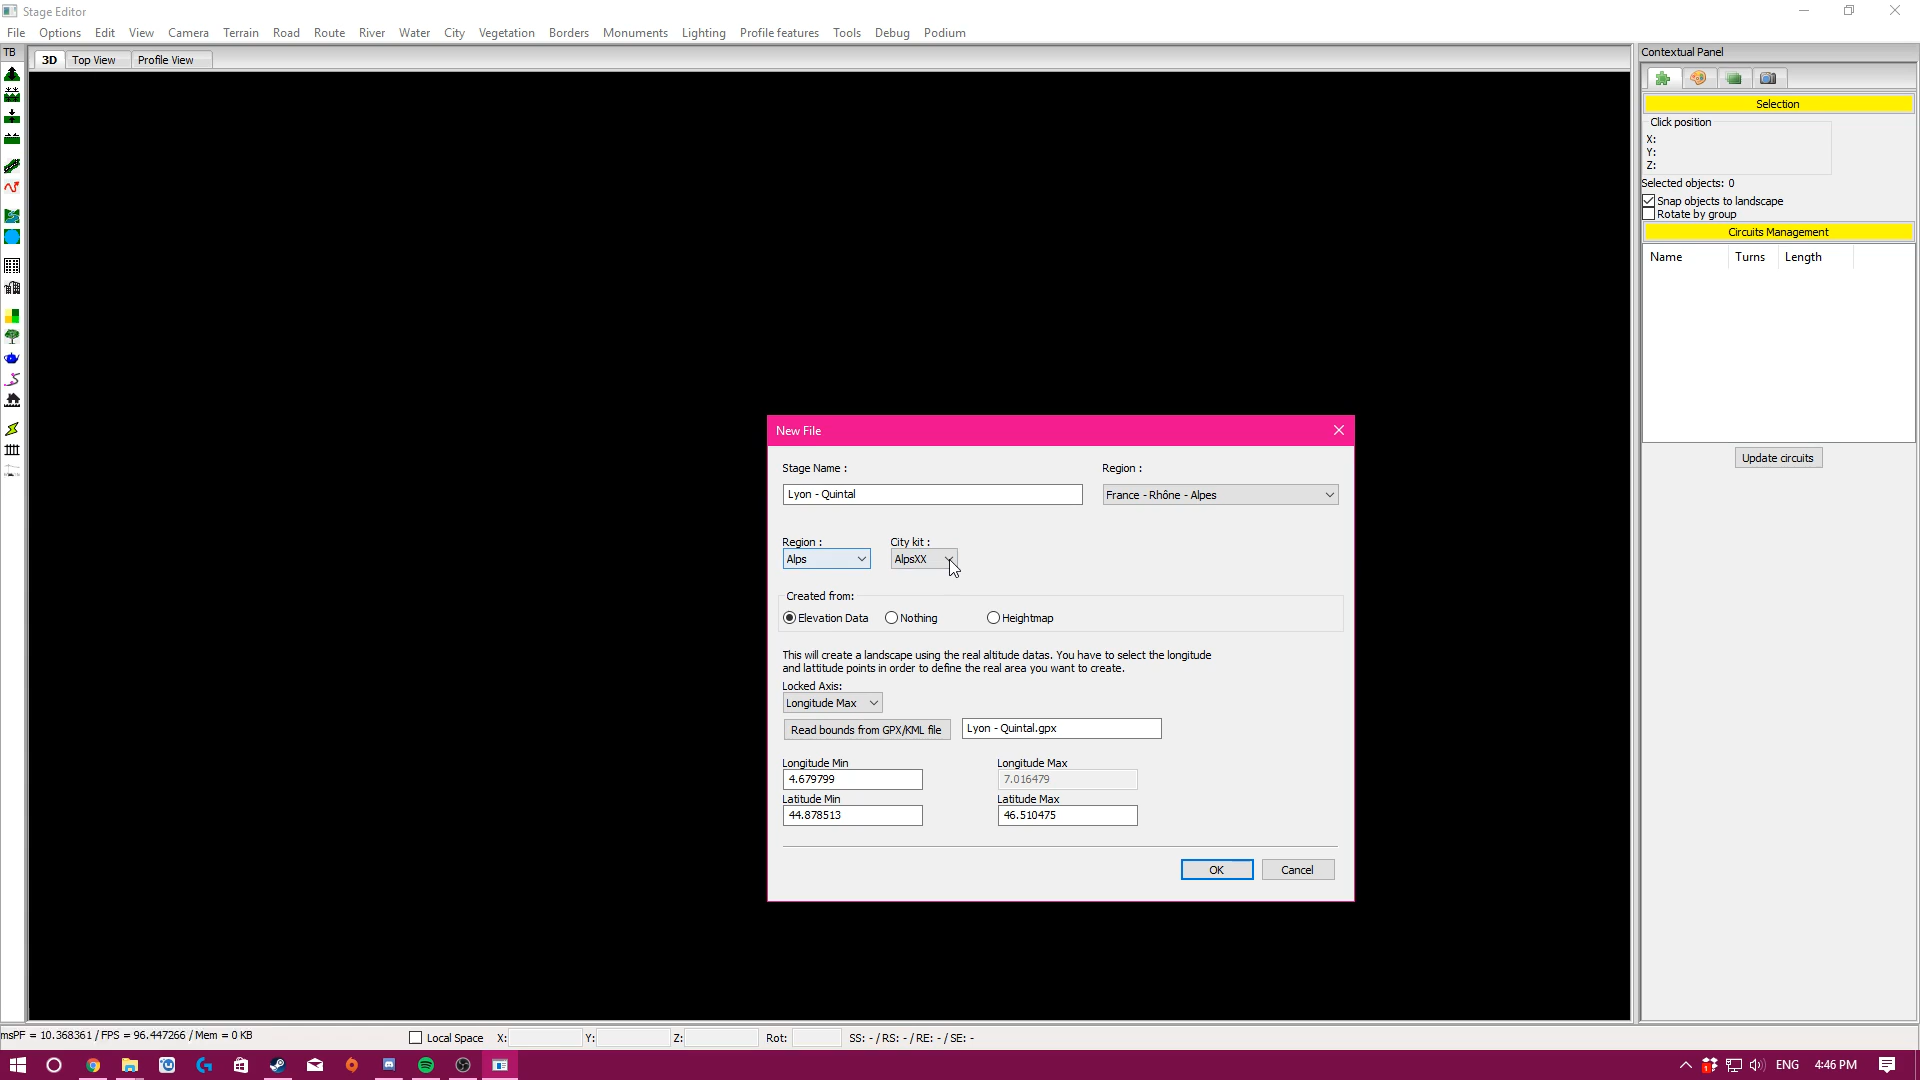 Stage Editor
File Options Edit View Camera Terrain Road Route River Water City Vegetation Borders Monuments Lighting Profile features Tools Debug Podium
TB
3D Top View Profile View
Contextual Panel
Selection
Click position
X:
Y:
Z:
Selected objects: 0
Snap objects to landscape
Rotate by group
Circuits Management
Name Turns Length
Update circuits
New File
Stage Name : Region :
Lyon - Quintal France - Rhône - Alpes
Region : City kit :
Alps AlpsXX
Created from:
Elevation Data Nothing Heightmap
This will create a landscape using the real altitude datas. You have to select the longitude
and lattitude points in order to define the real area you want to create.
Locked Axis:
Longitude Max
Read bounds from GPX/KML file Lyon - Quintal.gpx
Longitude Min Longitude Max
4.679799 7.016479
Latitude Min Latitude Max
44.878513 46.510475
OK Cancel
msPF = 10.368361 / FPS = 96.447266 / Mem = 0 KB Local Space X: Y: Z: Rot: SS: - / RS: - / RE: - / SE: -
1 ENG 4:46 PM